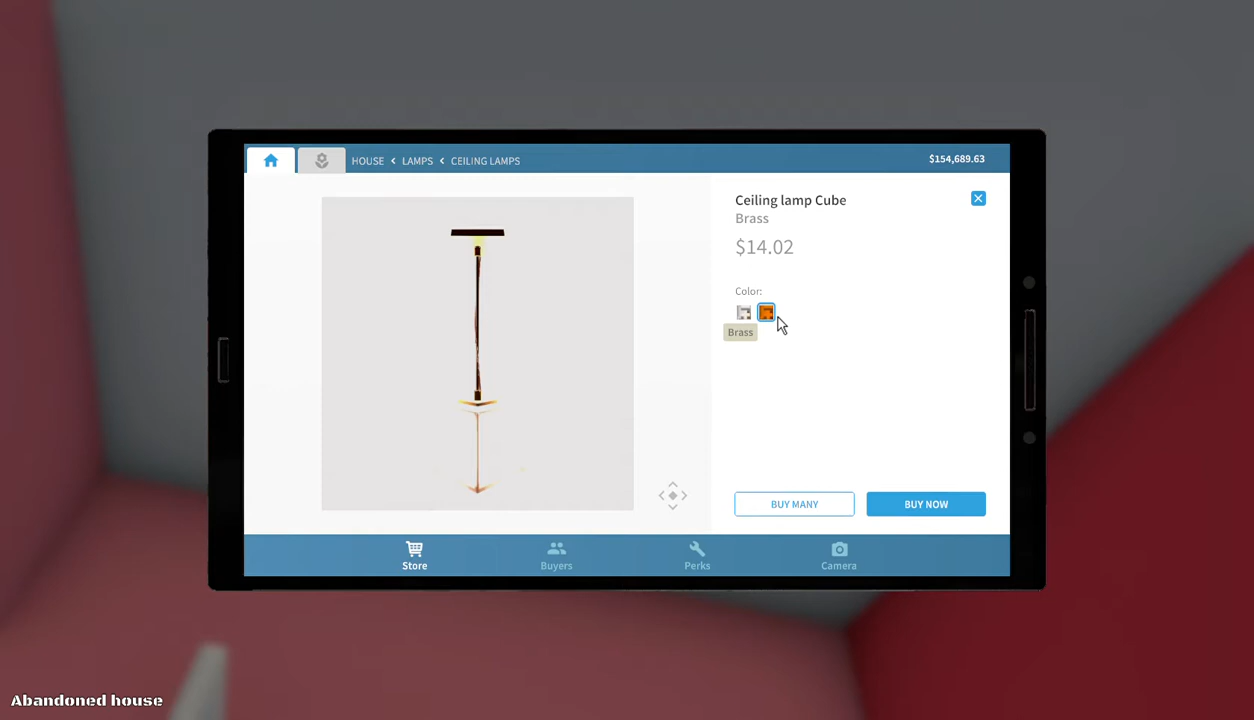 HOUSE < LAMPS < CEILING LAMPS
$154,689.63
Ceiling lamp Cube
Brass
$14.02
Color:
Brass
BUY MANY
BUY NOW
Store
Buyers
Perks
Camera
Abandoned house